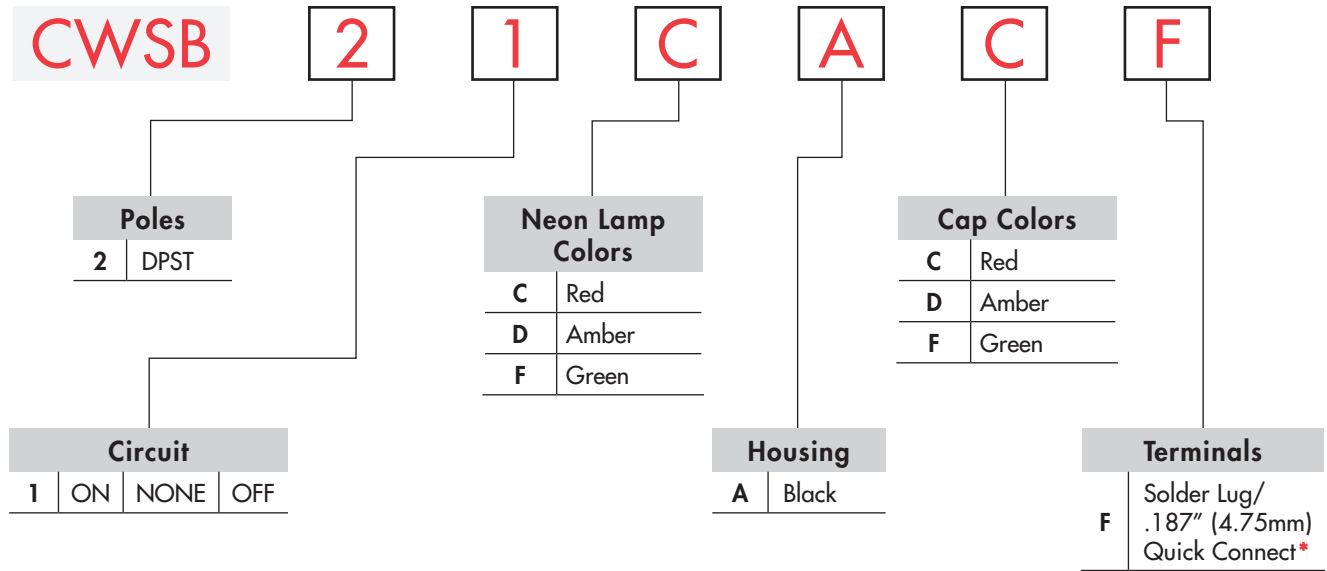 CWSB 2 1 C A C F
Poles
2 DPST
Neon Lamp
Colors
C Red
D Amber
F Green
Cap Colors
C Red
D Amber
F Green
Circuit
1 ON NONE OFF
Housing
A Black
Terminals
F Solder Lug/
.187” (4.75mm)
Quick Connect*